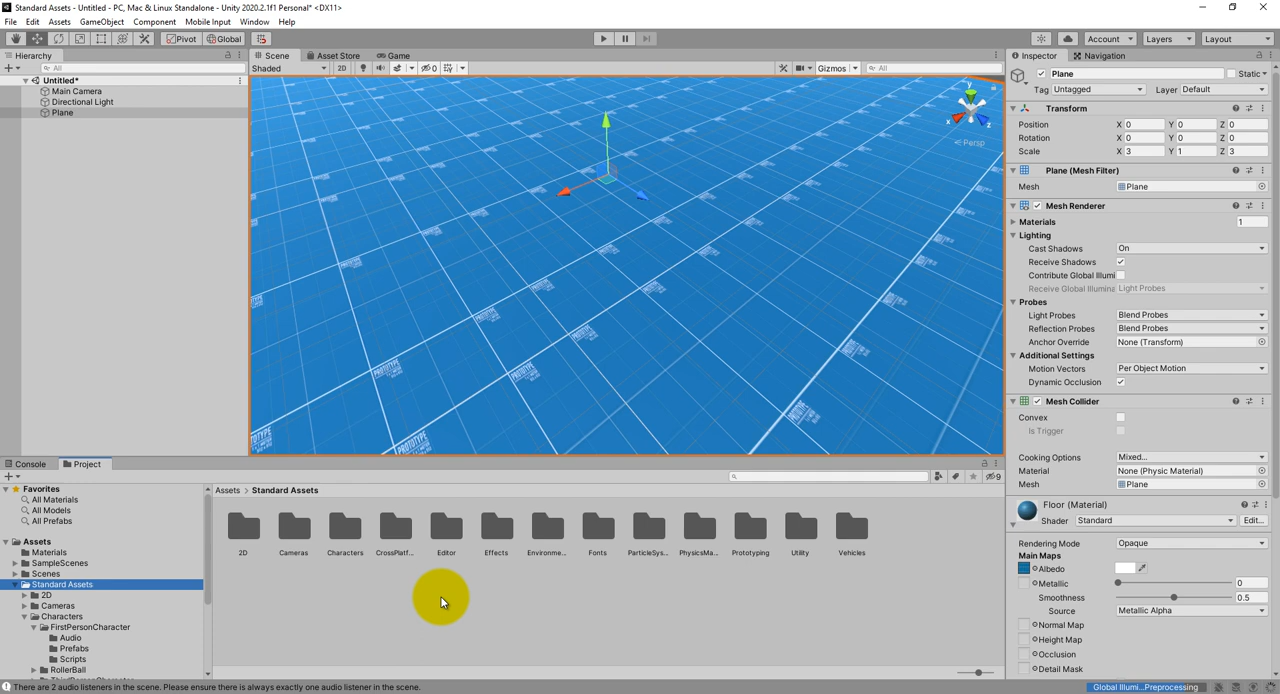 Standard Assets - Untitled - PC, Mac & Linux Standalone - Unity 2020.2.1f1 Personal* <DX11>
File Edit Assets GameObject Component Mobile Input Window Help
Pivot Global Account Layers Layout
Hierarchy
All
Untitled*
Main Camera
Directional Light
Plane
Scene Asset Store Game
Shaded 2D 0 Gizmos All
y
x
z
< Persp
PROTOTYPE
PROTOTYPE
PROTOTYPE
PROTOTYPE
Inspector Navigation
Plane Static
Tag Untagged Layer Default
Transform
Position X 0 Y 0 Z 0
Rotation X 0 Y 0 Z 0
Scale X 3 Y 1 Z 3
Plane (Mesh Filter)
Mesh Plane
Mesh Renderer
Materials 1
Lighting
Cast Shadows On
Receive Shadows
Contribute Global Illumi
Receive Global Illumina Light Probes
Probes
Light Probes Blend Probes
Reflection Probes Blend Probes
Anchor Override None (Transform)
Additional Settings
Motion Vectors Per Object Motion
Dynamic Occlusion
Mesh Collider
Convex
Is Trigger
Cooking Options Mixed...
Material None (Physic Material)
Mesh Plane
Floor (Material)
Shader Standard Edit...
Rendering Mode Opaque
Main Maps
Albedo
Metallic 0
Smoothness 0.5
Source Metallic Alpha
Normal Map
Height Map
Occlusion
Detail Mask
Console Project
9
Favorites
All Materials
All Models
All Prefabs
Assets
Materials
SampleScenes
Scenes
Standard Assets
2D
Cameras
Characters
FirstPersonCharacter
Audio
Prefabs
Scripts
RollerBall
ThirdPersonCharacter
Assets > Standard Assets
2D Cameras Characters CrossPlatf... Editor Effects Environme... Fonts ParticleSys... PhysicsMa... Prototyping Utility Vehicles
There are 2 audio listeners in the scene. Please ensure there is always exactly one audio listener in the scene.
Global Illumi...Preprocessing